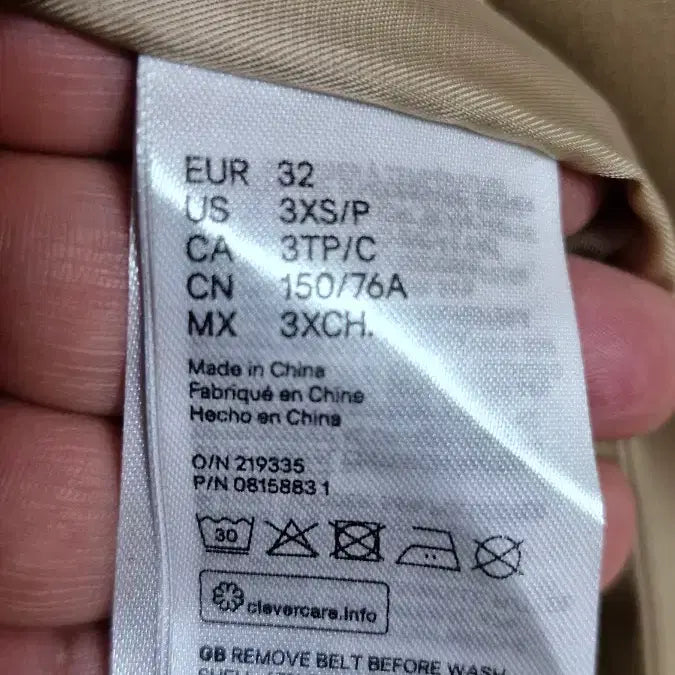 EUR 32
US 3XS/P
CA 3TP/C
CN 150/76A
MX 3XCH.
Made in China
Fabriqué en Chine
Hecho en China
O/N 219335
P/N 0815883 1
30
clevercare.info
GB REMOVE BELT BEFORE WASH